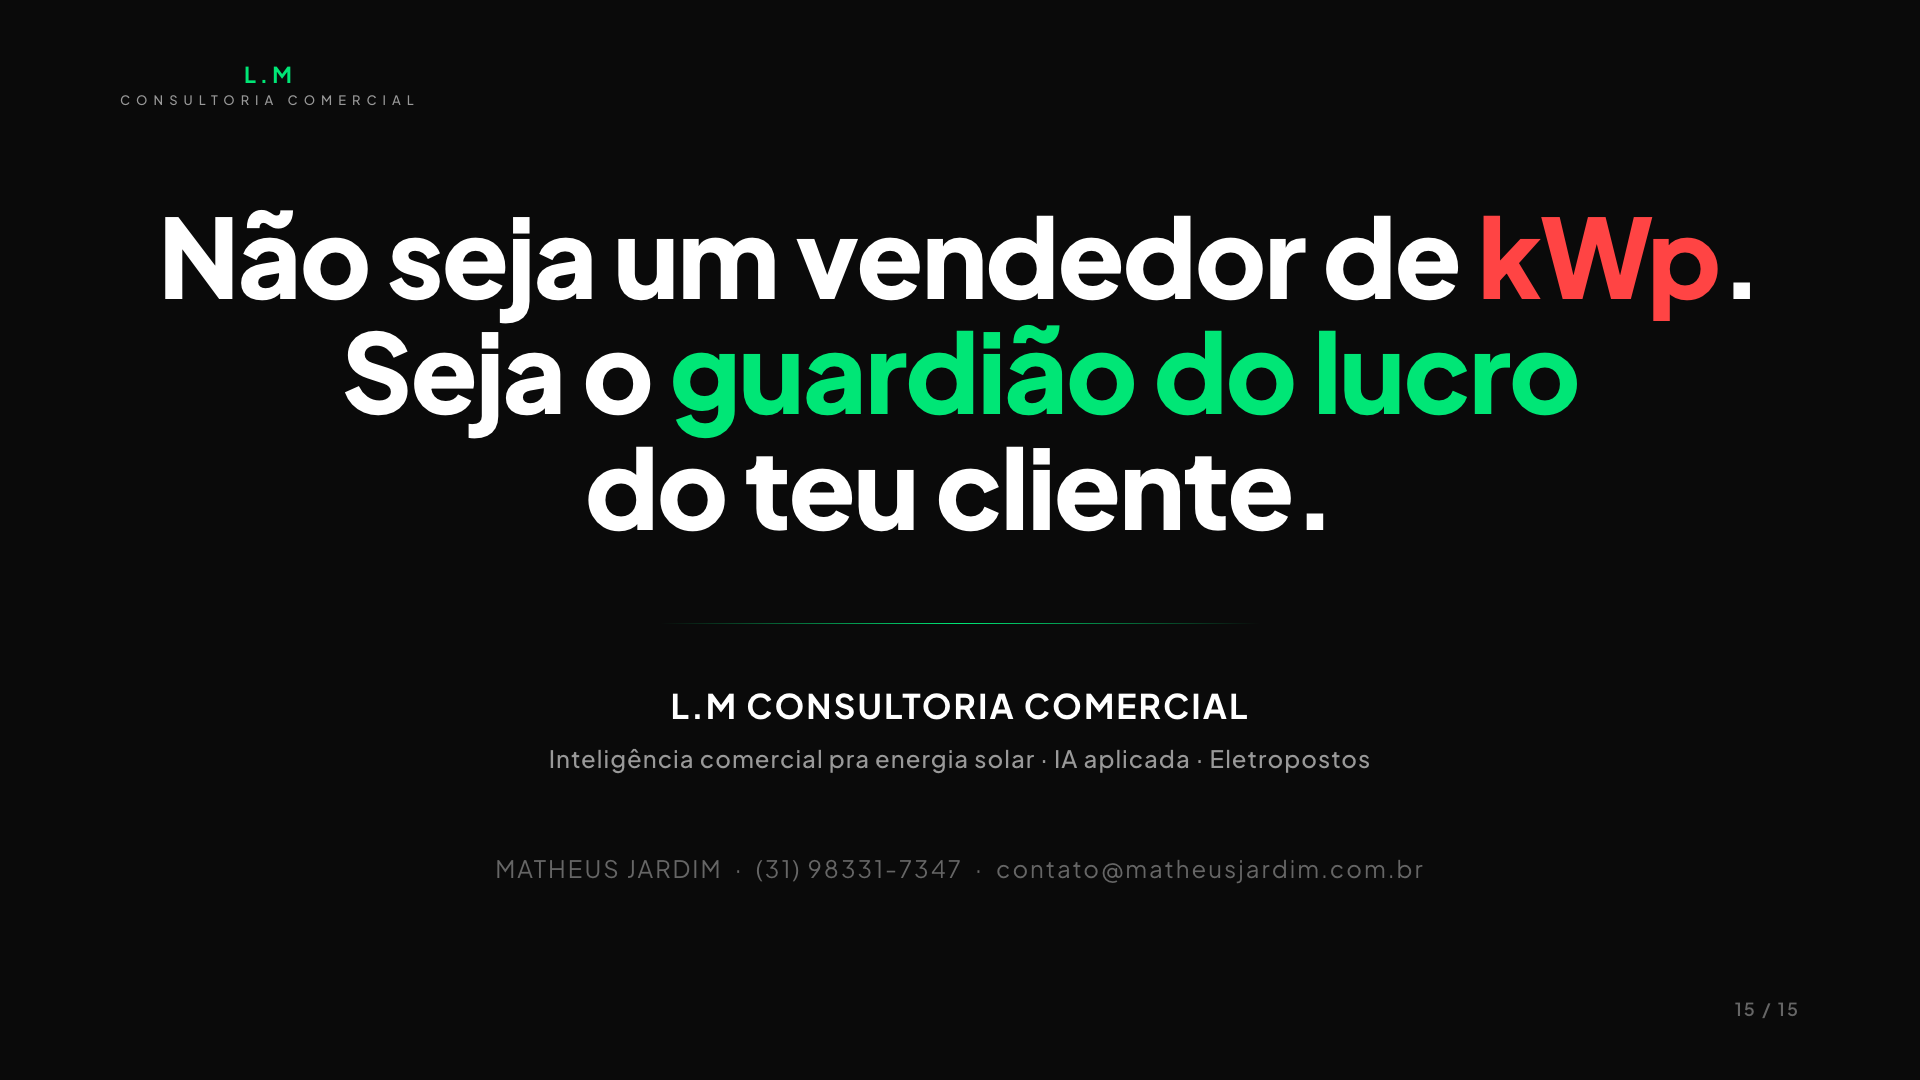 L.M
CONSULTORIA COMERCIAL
Não seja um vendedor de kWp.
Seja o guardião do lucro
do teu cliente.
L.M CONSULTORIA COMERCIAL
Inteligência comercial pra energia solar · IA aplicada · Eletropostos
MATHEUS JARDIM · (31) 98331-7347 · contato@matheusjardim.com.br
15 / 15